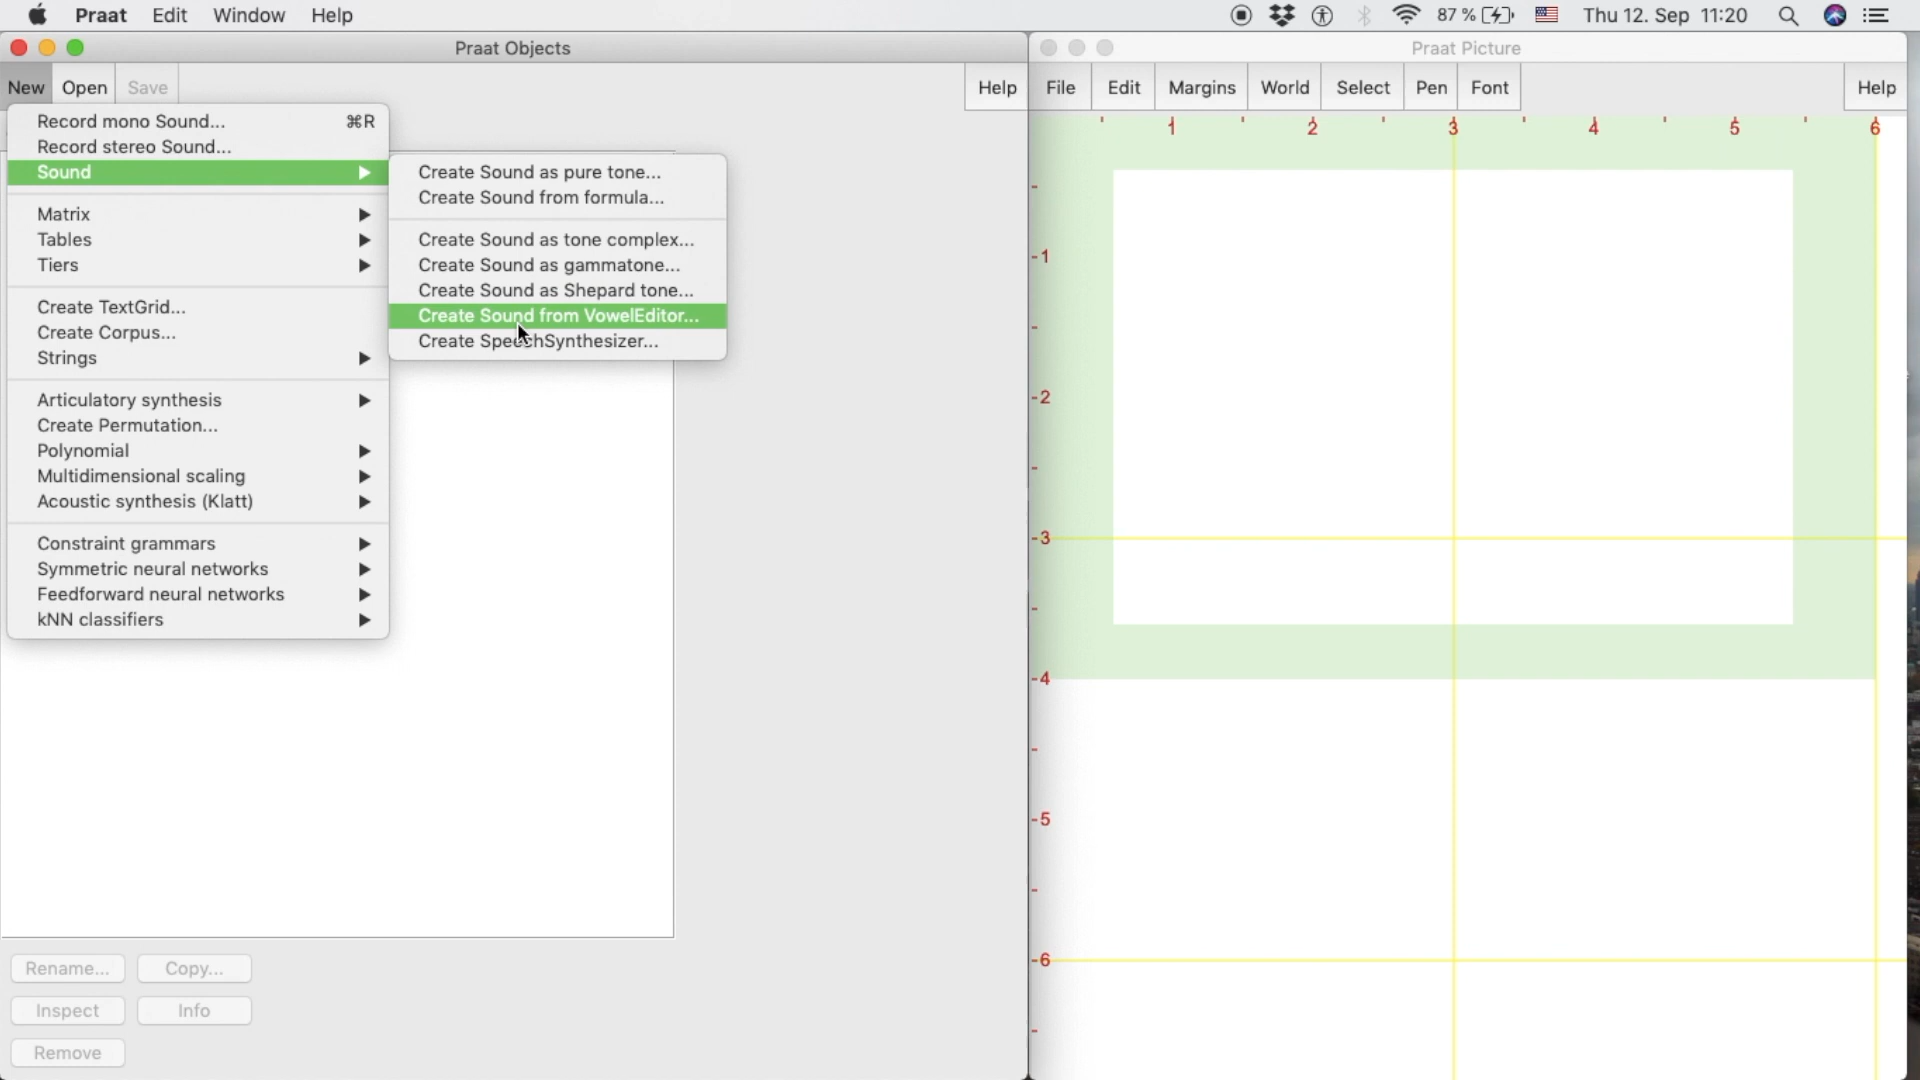 Praat Edit Window Help 87 % Thu 12. Sep 11:20
Praat Objects
New Open Save Help
Record mono Sound... ⌘R
Record stereo Sound...
Sound
Matrix
Tables
Tiers
Create TextGrid...
Create Corpus...
Strings
Articulatory synthesis
Create Permutation...
Polynomial
Multidimensional scaling
Acoustic synthesis (Klatt)
Constraint grammars
Symmetric neural networks
Feedforward neural networks
kNN classifiers
Create Sound as pure tone...
Create Sound from formula...
Create Sound as tone complex...
Create Sound as gammatone...
Create Sound as Shepard tone...
Create Sound from VowelEditor...
Create SpeechSynthesizer...
Rename... Copy...
Inspect Info
Remove
Praat Picture
File Edit Margins World Select Pen Font Help
1 2 3 4 5 6
1
2
3
4
5
6